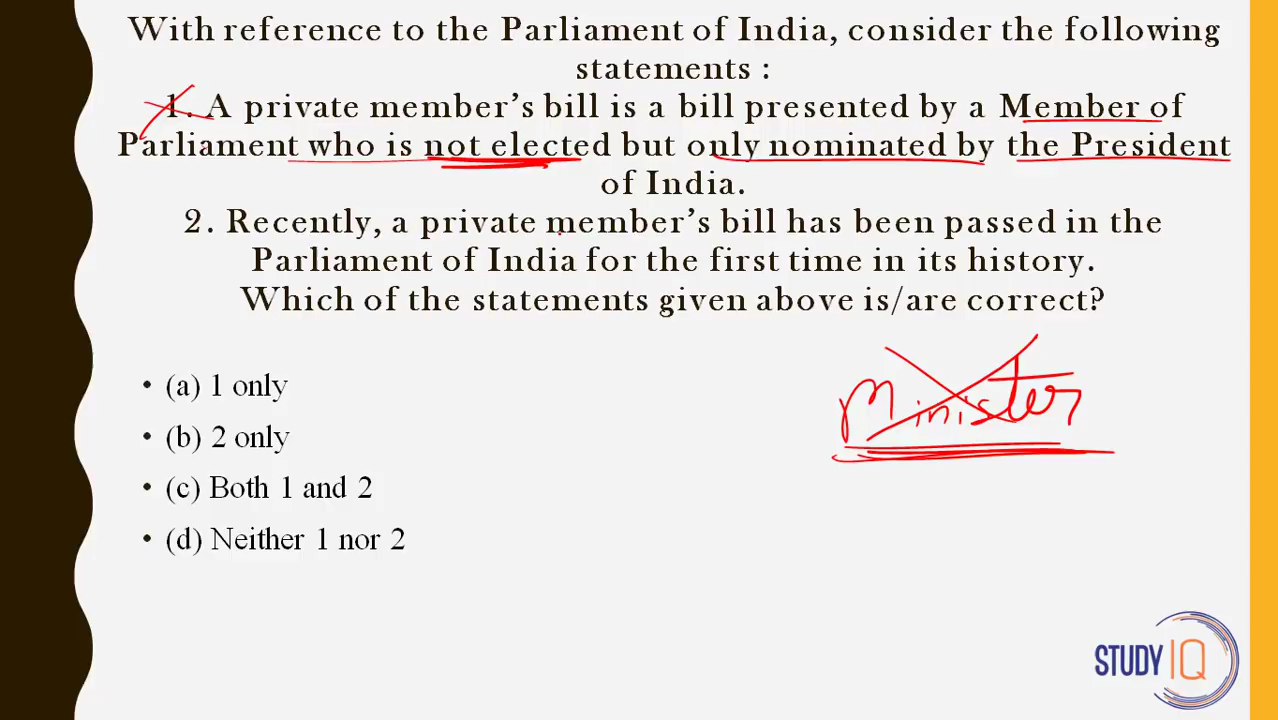 With reference to the Parliament of India, consider the following
statements :
1. A private member's bill is a bill presented by a Member of
Parliament who is not elected but only nominated by the President
of India.
2. Recently, a private member's bill has been passed in the
Parliament of India for the first time in its history.
Which of the statements given above is/are correct?
• (a) 1 only
• (b) 2 only
• (c) Both 1 and 2
• (d) Neither 1 nor 2
Minister
STUDY IQ